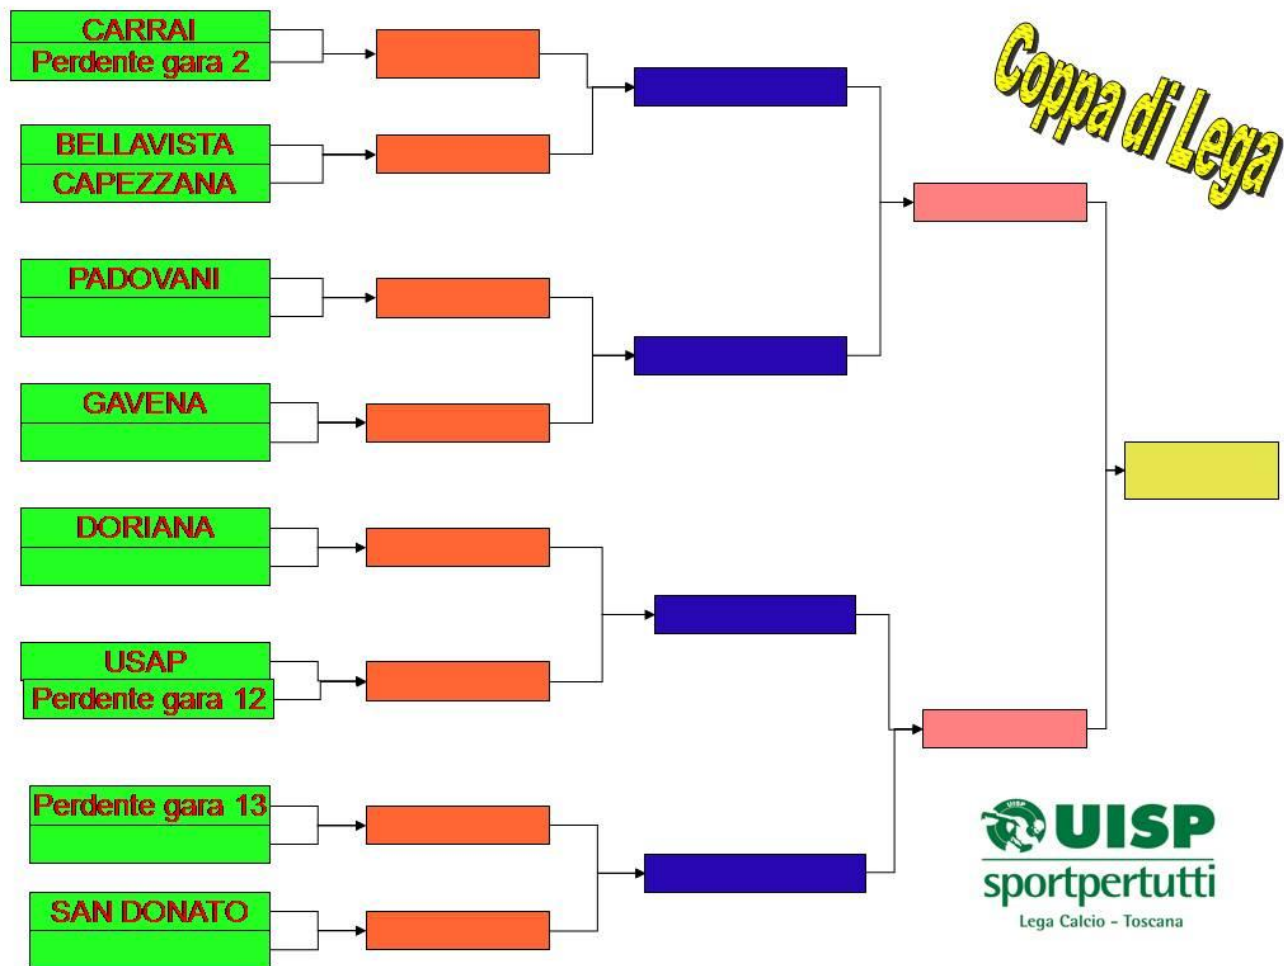 CARRAI
Perdente gara 2
BELLAVISTA
CAPEZZANA
PADOVANI
GAVENA
DORIANA
USAP
Perdente gara 12
Perdente gara 13
SAN DONATO
Coppa di Lega
UISP
UISP
sportpertutti
Lega Calcio - Toscana